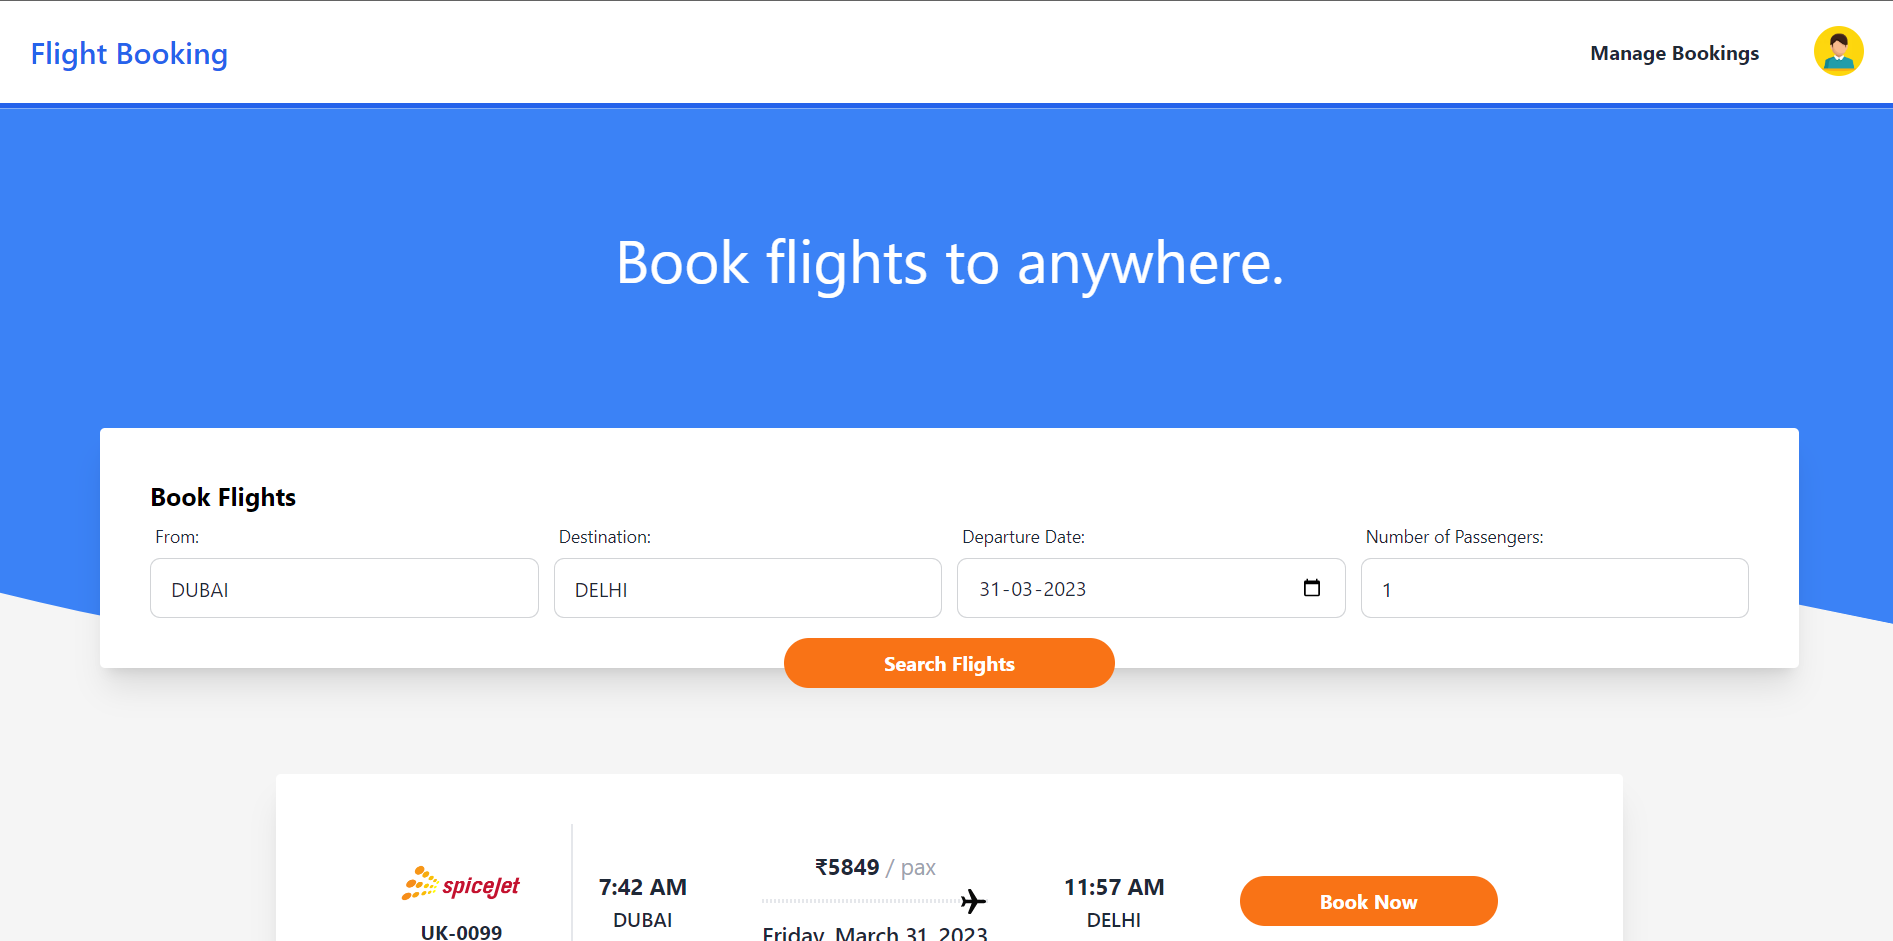 Flight Booking
Manage Bookings
Book flights to anywhere.
Book Flights
From:
Destination:
Departure Date:
Number of Passengers:
DUBAI
DELHI
31-03-2023
1
Search Flights
spiceJet
UK-0099
7:42 AM
DUBAI
₹5849 / pax
Friday, March 31, 2023
11:57 AM
DELHI
Book Now